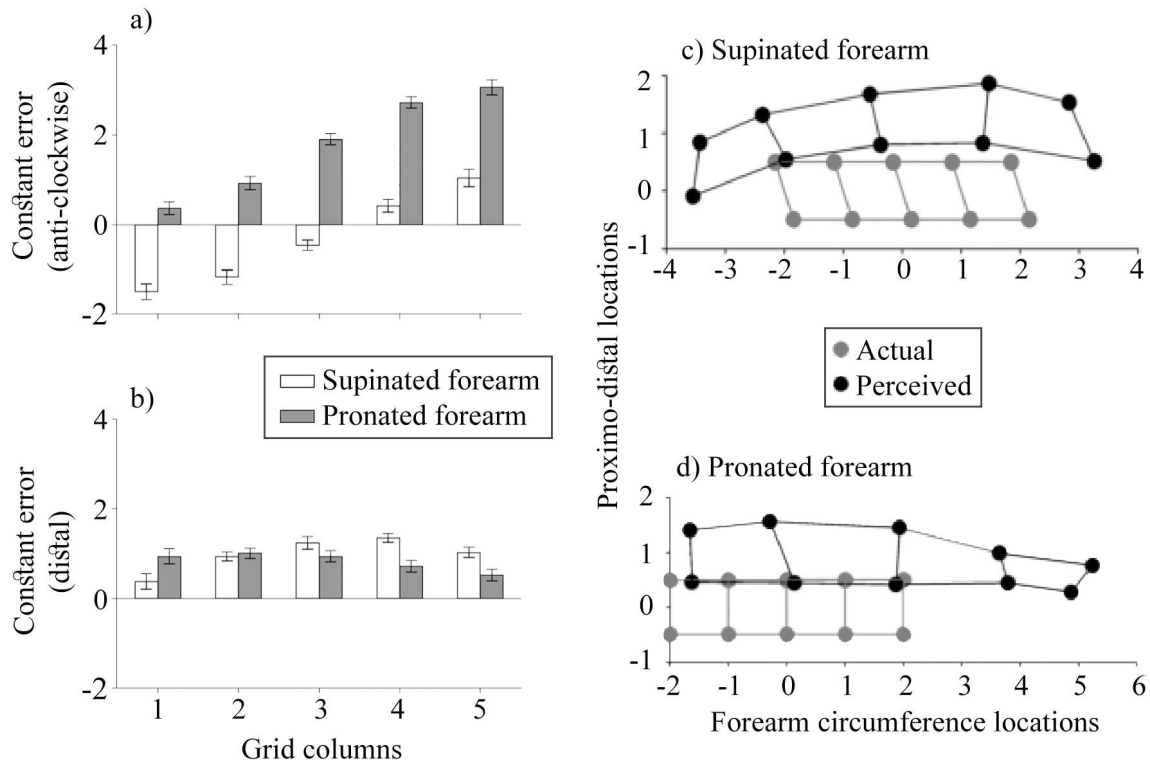 a)
Constant error
(anti-clockwise)
4
2
0
-2
Supinated forearm
Pronated forearm
b)
Constant error
(distal)
4
2
0
-2
1 2 3 4 5
Grid columns
c) Supinated forearm
Proximo-distal locations
2
1
0
-1
-4 -3 -2 -1 0 1 2 3 4
Actual
Perceived
d) Pronated forearm
2
1
0
-1
-2 -1 0 1 2 3 4 5 6
Forearm circumference locations